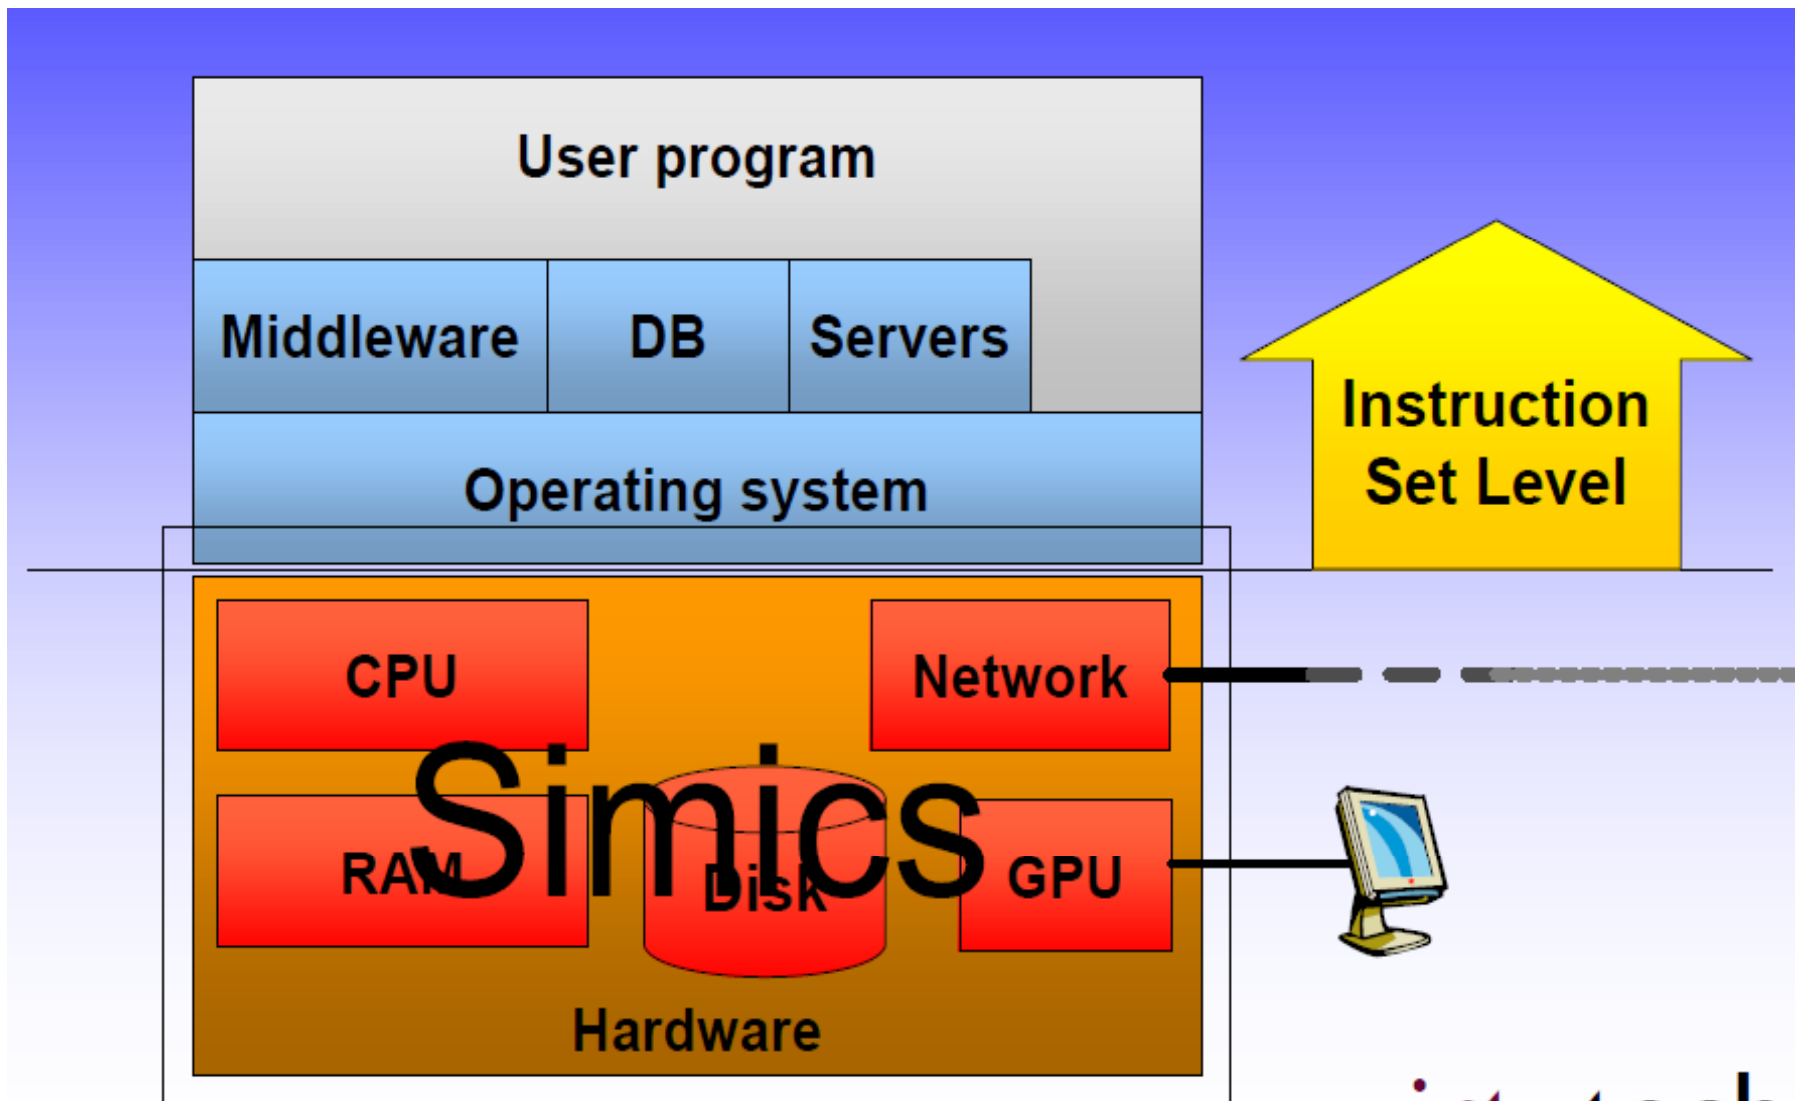 User program
Middleware DB Servers
Instruction
Set Level
Operating system
CPU Network
Simics
RAM Disk GPU
Hardware